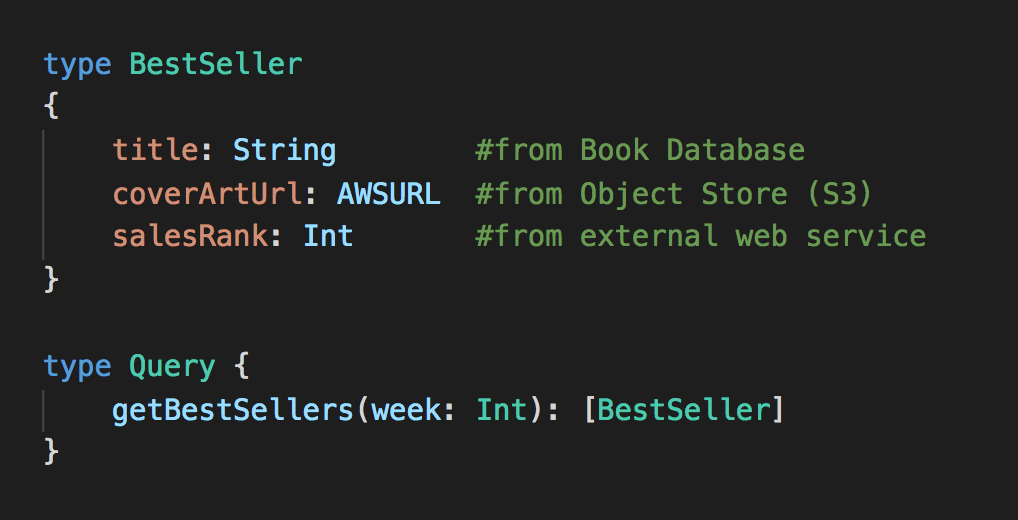 type BestSeller
{
    title: String        #from Book Database
    coverArtUrl: AWSURL  #from Object Store (S3)
    salesRank: Int       #from external web service
}

type Query {
    getBestSellers(week: Int): [BestSeller]
}